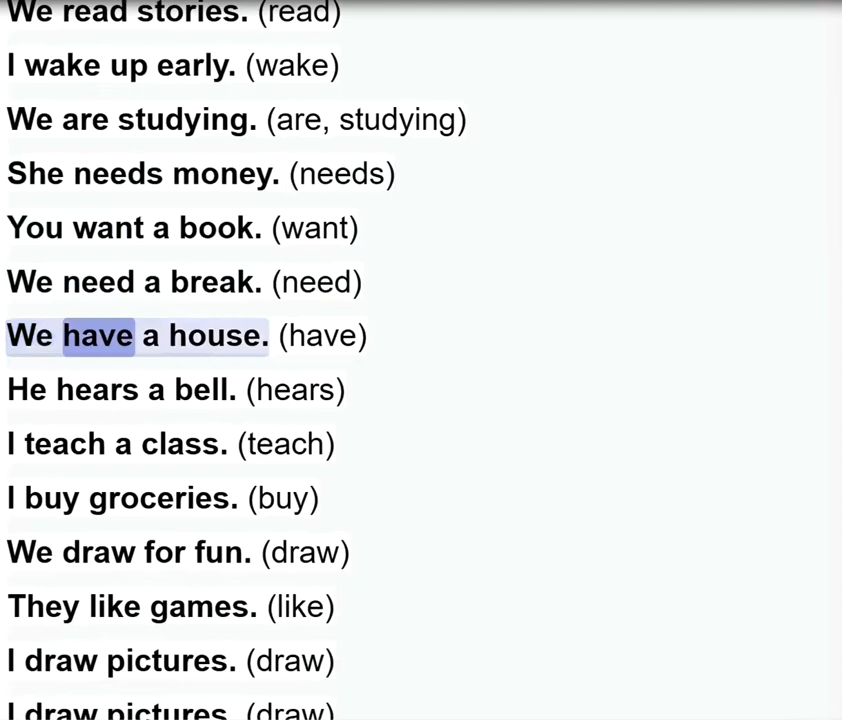 We read stories. (read)
I wake up early. (wake)
We are studying. (are, studying)
She needs money. (needs)
You want a book. (want)
We need a break. (need)
We have a house. (have)
He hears a bell. (hears)
I teach a class. (teach)
I buy groceries. (buy)
We draw for fun. (draw)
They like games. (like)
I draw pictures. (draw)
I draw pictures. (draw)